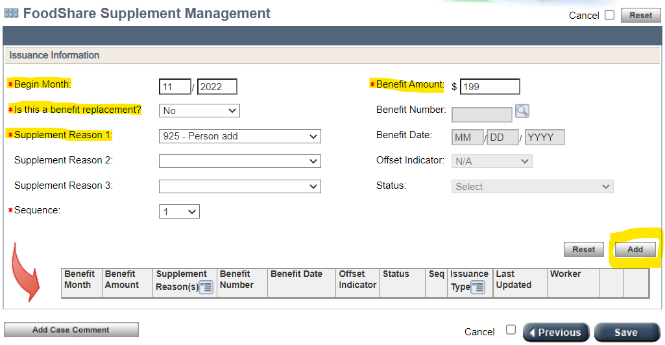 FoodShare Supplement Management
Cancel Reset
Issuance Information
*Begin Month: 11 / 2022 *Benefit Amount: $ 199
*Is this a benefit replacement? No Benefit Number:
*Supplement Reason 1: 925 - Person add Benefit Date: MM / DD / YYYY
Supplement Reason 2: Offset Indicator: N/A
Supplement Reason 3: Status: Select
*Sequence: 1
Reset Add
Benefit Month Benefit Amount Supplement Reason(s) Benefit Number Benefit Date Offset Indicator Status Seq Issuance Type Last Updated Worker
Add Case Comment Cancel Previous Save